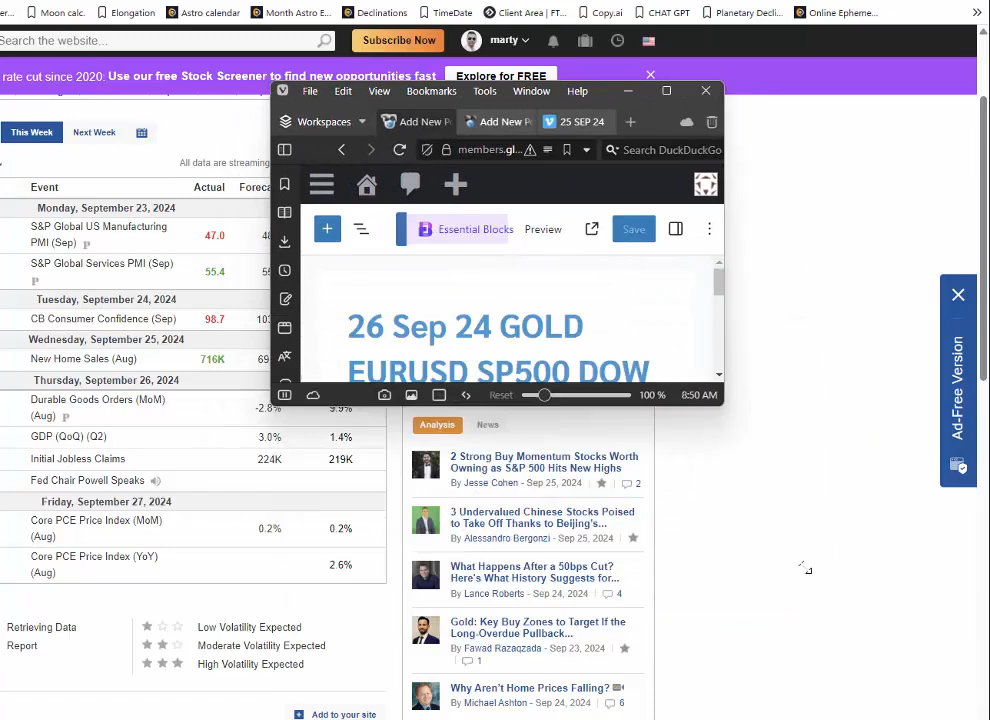 Moon calc. Elongation Astro calendar Month Astro E... Declinations TimeDate Client Area | FT... Copy.ai CHAT GPT Planetary Decli... Online Epheme...
Search the website...
Subscribe Now
marty
rate cut since 2020. Use our free Stock Screener to find new opportunities fast
Explore for FREE
File Edit View Bookmarks Tools Window Help
Workspaces Add New P Add New P 25 SEP 24
members.gl... Search DuckDuckGo
Essential Blocks Preview Save
26 Sep 24 GOLD
EURUSD SP500 DOW
Reset 100 % 8:50 AM
This Week Next Week
All data are streaming
Event Actual Foreca
Monday, September 23, 2024
S&P Global US Manufacturing
PMI (Sep) P 47.0 48
S&P Global Services PMI (Sep)
P 55.4 55
Tuesday, September 24, 2024
CB Consumer Confidence (Sep) 98.7 103
Wednesday, September 25, 2024
New Home Sales (Aug) 716K 69
Thursday, September 26, 2024
Durable Goods Orders (MoM)
(Aug) P -2.8% 9.9%
GDP (QoQ) (Q2) 3.0% 1.4%
Initial Jobless Claims 224K 219K
Fed Chair Powell Speaks
Friday, September 27, 2024
Core PCE Price Index (MoM)
(Aug) 0.2% 0.2%
Core PCE Price Index (YoY)
(Aug) 2.6%
Retrieving Data
Report
Low Volatility Expected
Moderate Volatility Expected
High Volatility Expected
Add to your site
Analysis News
2 Strong Buy Momentum Stocks Worth
Owning as S&P 500 Hits New Highs
By Jesse Cohen - Sep 25, 2024 2
3 Undervalued Chinese Stocks Poised
to Take Off Thanks to Beijing's...
By Alessandro Bergonzi - Sep 25, 2024
What Happens After a 50bps Cut?
Here's What History Suggests for...
By Lance Roberts - Sep 24, 2024 4
Gold: Key Buy Zones to Target If the
Long-Overdue Pullback...
By Fawad Razaqzada - Sep 23, 2024
1
Why Aren't Home Prices Falling?
By Michael Ashton - Sep 24, 2024 6
Ad-Free Version